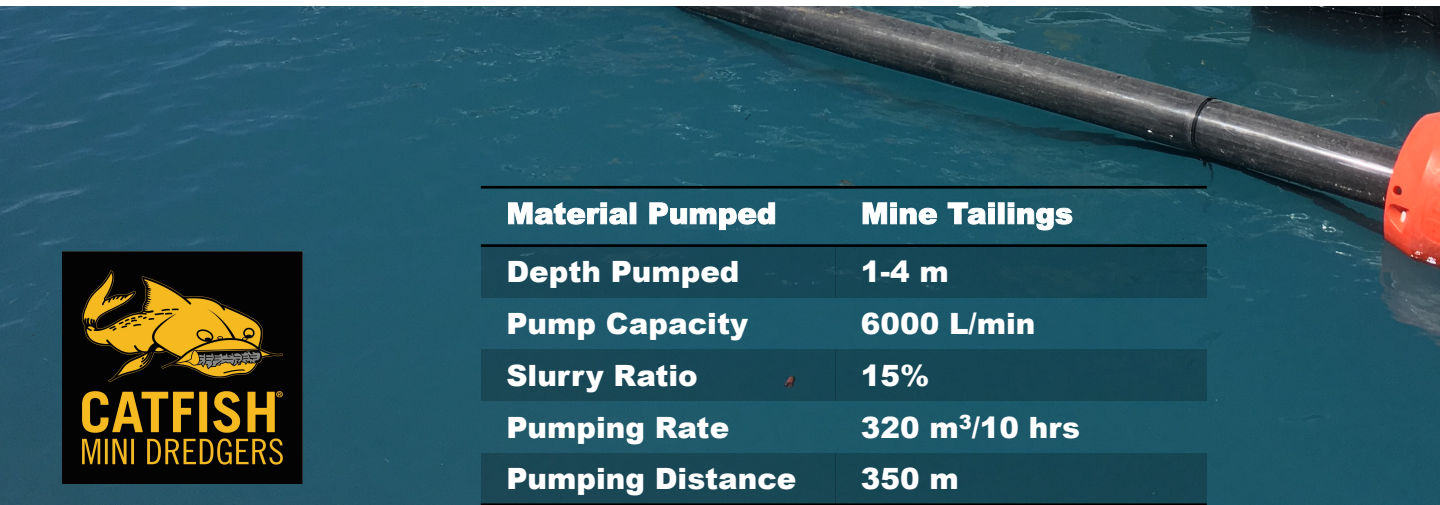 Material Pumped Mine Tailings
Depth Pumped 1-4 m
Pump Capacity 6000 L/min
Slurry Ratio 15%
Pumping Rate 320 m³/10 hrs
Pumping Distance 350 m
CATFISH®
MINI DREDGERS